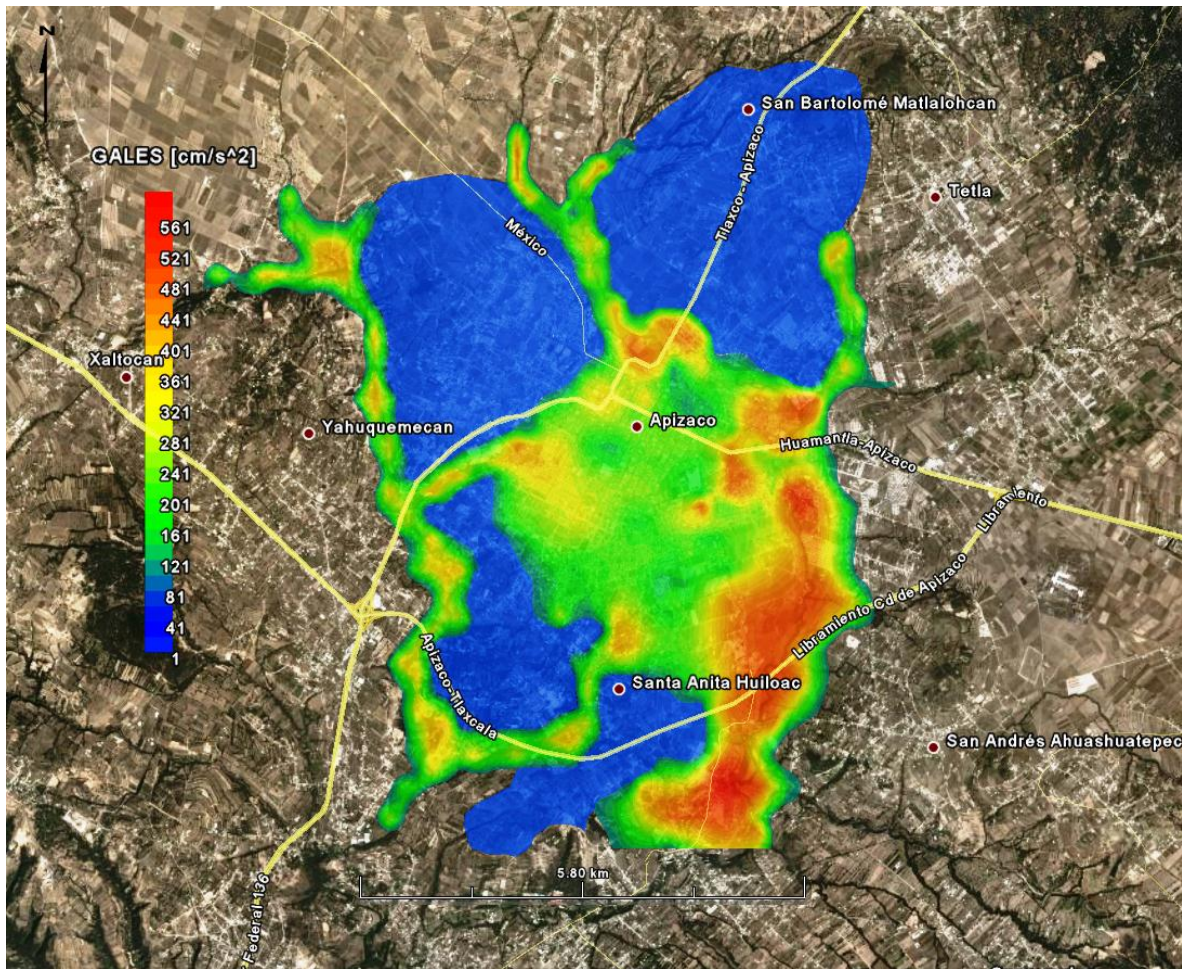 N
San Bartolomé Matlalohcan
GALES [cm/s^2]
Tetla
Tlaxco - Apizaco
México
561
521
481
441
401
361
321
281
241
201
161
121
81
41
1
Xaltocan
Yahuquemecan
Apizaco
Huamantla-Apizaco
Libramiento
Libramiento Cd de Apizaco
Apizaco-Tlaxcala
Santa Anita Huiloac
San Andrés Ahuashuatepec
5.80 km
Federal 136